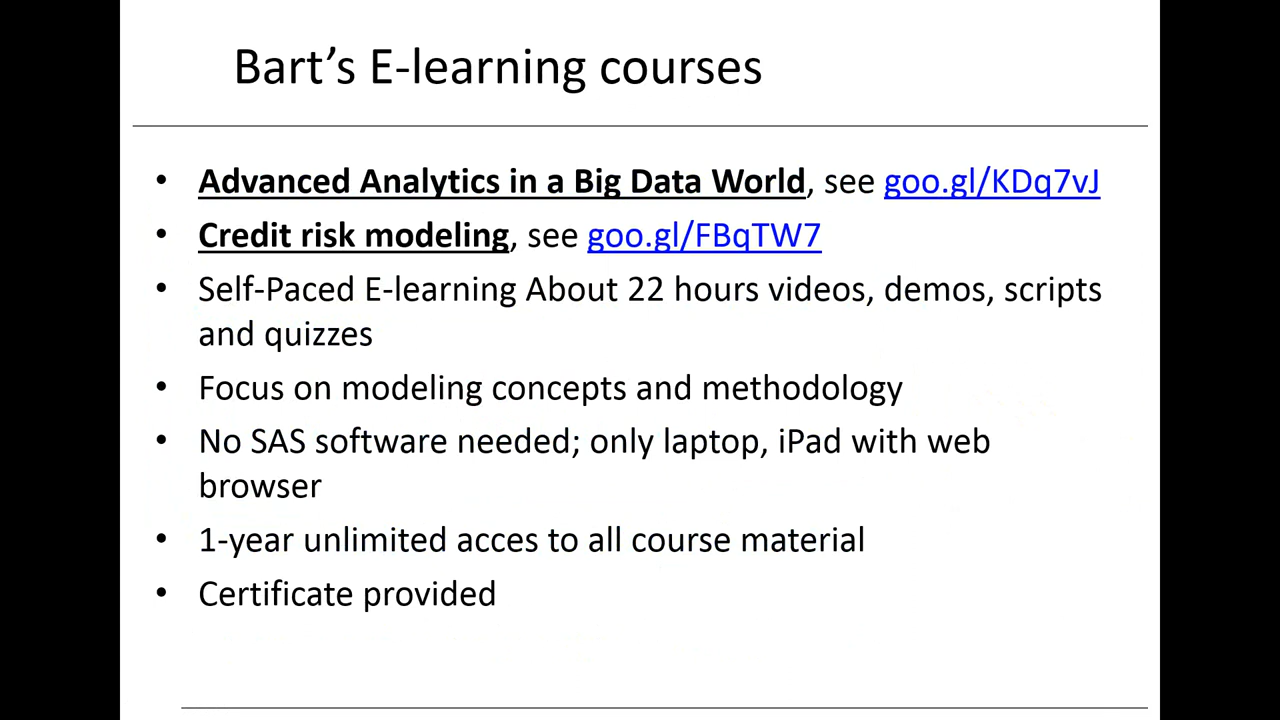 Bart’s E-learning courses
• Advanced Analytics in a Big Data World, see goo.gl/KDq7vJ
• Credit risk modeling, see goo.gl/FBqTW7
• Self-Paced E-learning About 22 hours videos, demos, scripts
and quizzes
• Focus on modeling concepts and methodology
• No SAS software needed; only laptop, iPad with web
browser
• 1-year unlimited acces to all course material
• Certificate provided